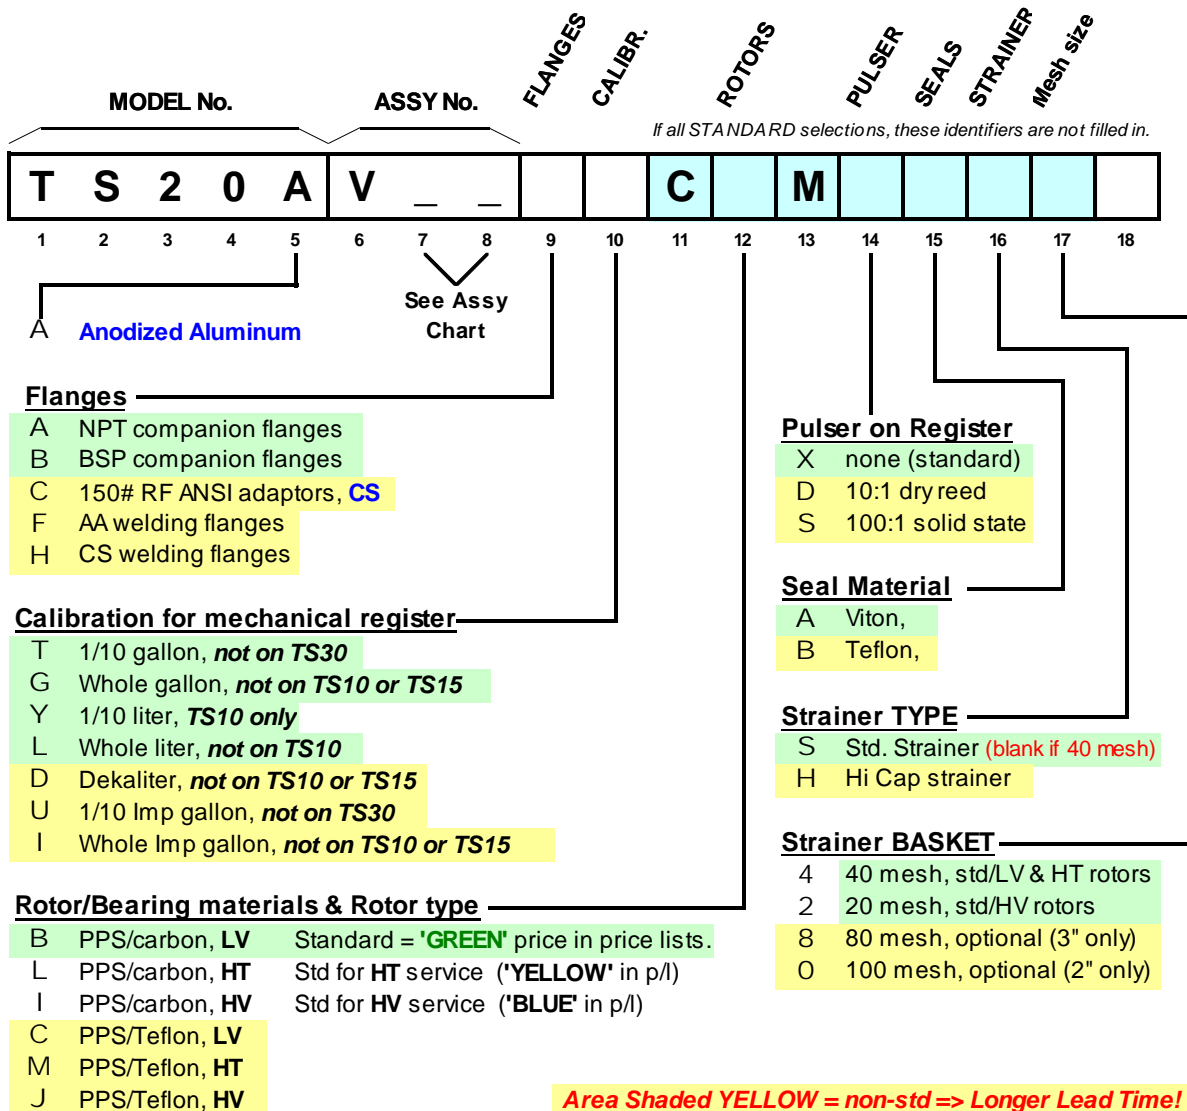 FLANGES
CALIBR.
ROTORS
PULSER
SEALS
STRAINER
Mesh size
MODEL No.
ASSY No.
If all STANDARD selections, these identifiers are not filled in.
T S 2 0 A V _ _ C M
1 2 3 4 5 6 7 8 9 10 11 12 13 14 15 16 17 18
See Assy
Chart
A Anodized Aluminum
Flanges
A NPT companion flanges
B BSP companion flanges
C 150# RF ANSI adaptors, CS
F AA welding flanges
H CS welding flanges
Calibration for mechanical register
T 1/10 gallon, not on TS30
G Whole gallon, not on TS10 or TS15
Y 1/10 liter, TS10 only
L Whole liter, not on TS10
D Dekaliter, not on TS10 or TS15
U 1/10 Imp gallon, not on TS30
I Whole Imp gallon, not on TS10 or TS15
Rotor/Bearing materials & Rotor type
B PPS/carbon, LV Standard = 'GREEN' price in price lists.
L PPS/carbon, HT Std for HT service ('YELLOW' in p/l)
I PPS/carbon, HV Std for HV service ('BLUE' in p/l)
C PPS/Teflon, LV
M PPS/Teflon, HT
J PPS/Teflon, HV
Pulser on Register
X none (standard)
D 10:1 dry reed
S 100:1 solid state
Seal Material
A Viton,
B Teflon,
Strainer TYPE
S Std. Strainer (blank if 40 mesh)
H Hi Cap strainer
Strainer BASKET
4 40 mesh, std/LV & HT rotors
2 20 mesh, std/HV rotors
8 80 mesh, optional (3" only)
0 100 mesh, optional (2" only)
Area Shaded YELLOW = non-std => Longer Lead Time!